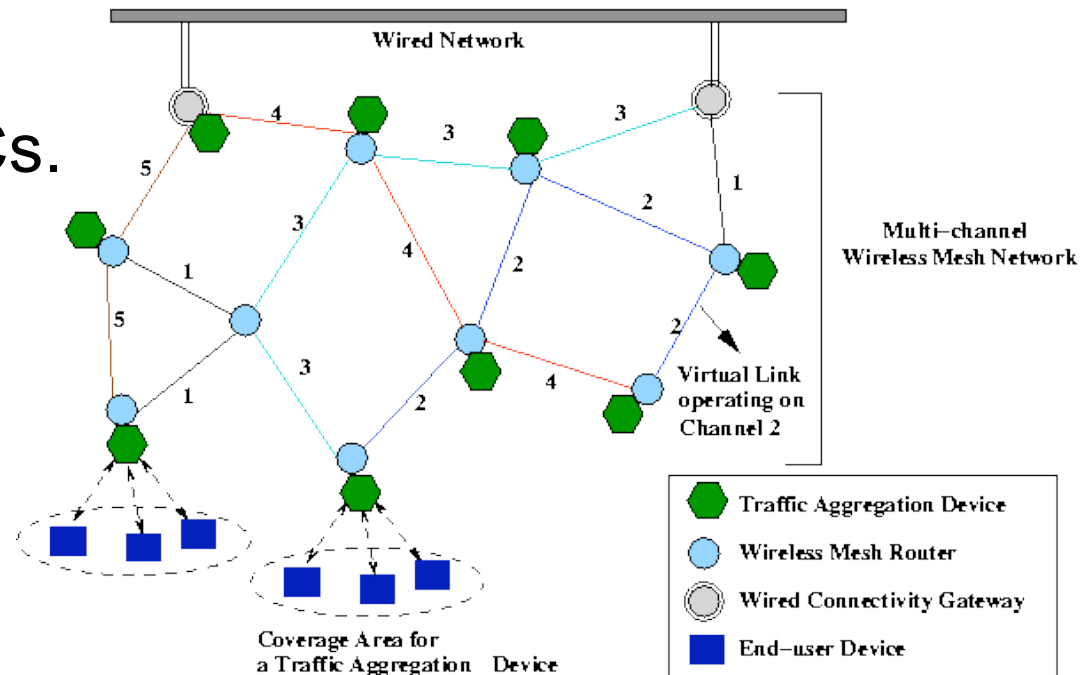 Wired Network
Cs.
4
3
3
5
1
2
3
4
1
2
5
2
3
4
1
2
Multi–channel
Wireless Mesh Network
Virtual Link
operating on
Channel 2
Traffic Aggregation Device
Wireless Mesh Router
Wired Connectivity Gateway
End–user Device
Coverage Area for
a Traffic Aggregation Device